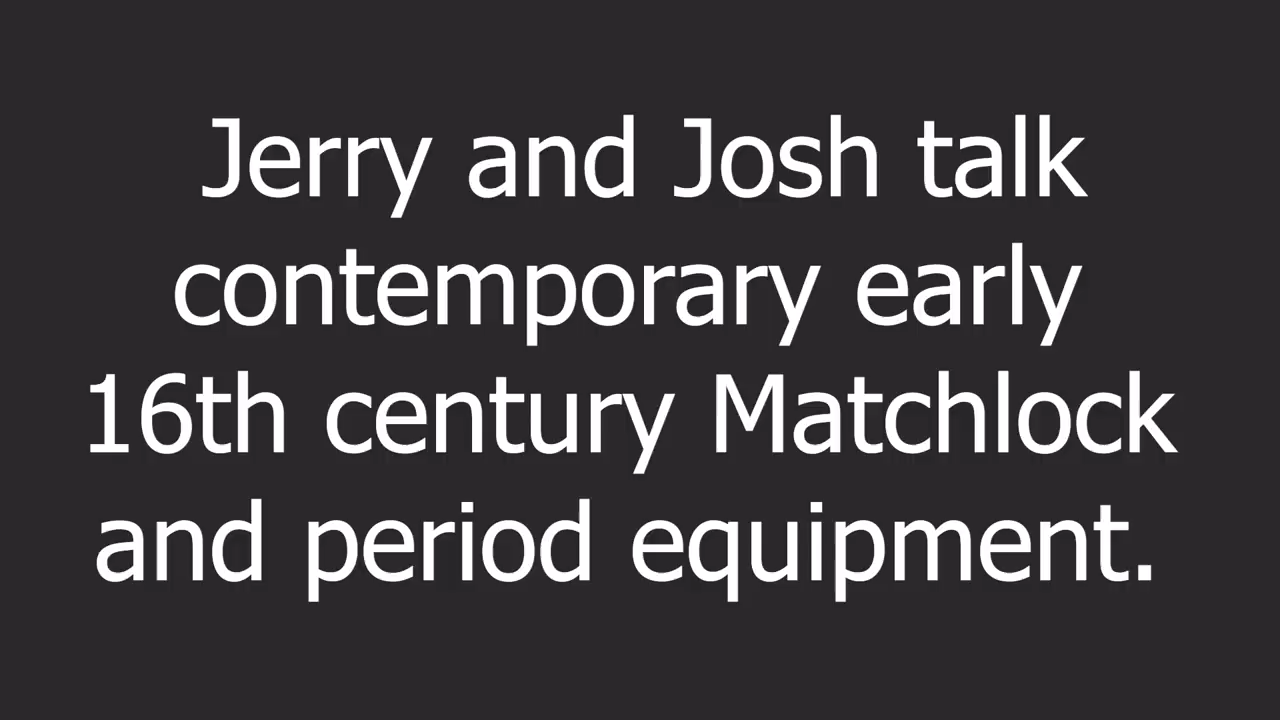 Jerry and Josh talk
contemporary early
16th century Matchlock
and period equipment.